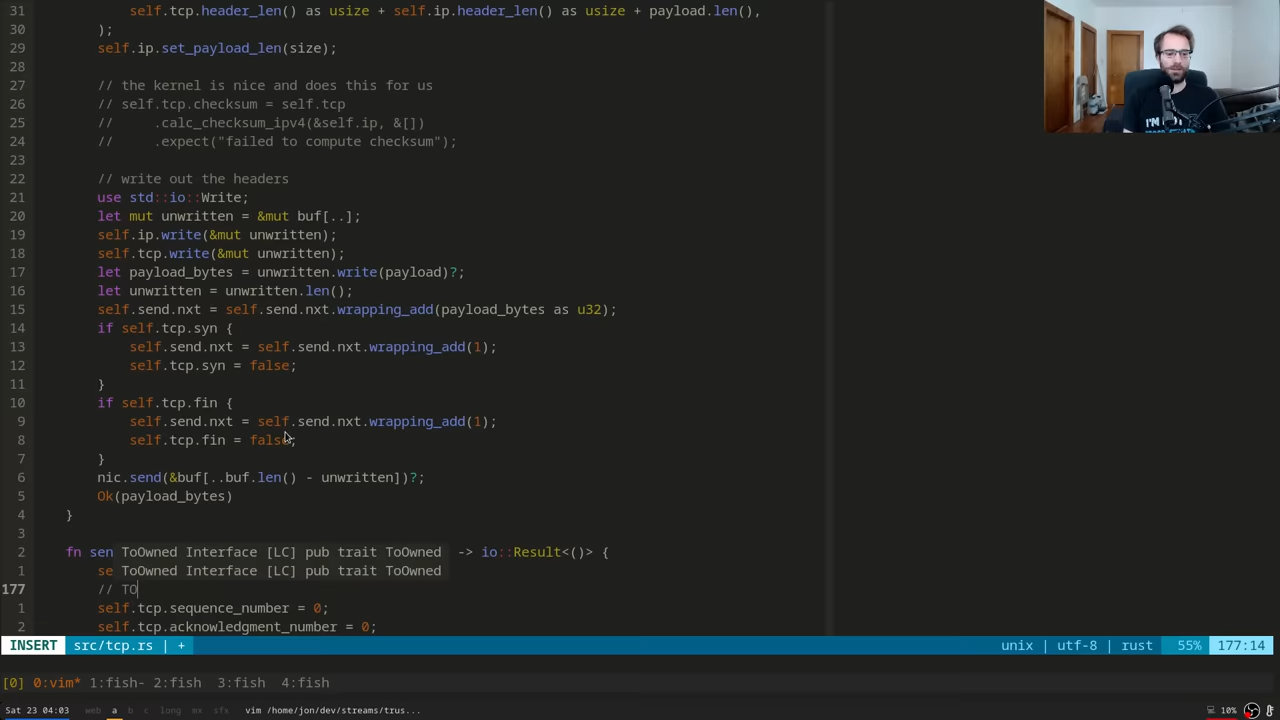 31            self.tcp.header_len() as usize + self.ip.header_len() as usize + payload.len(),
30        );
29        self.ip.set_payload_len(size);
28
27        // the kernel is nice and does this for us
26        // self.tcp.checksum = self.tcp
25        //     .calc_checksum_ipv4(&self.ip, &[])
24        //     .expect("failed to compute checksum");
23
22        // write out the headers
21        use std::io::Write;
20        let mut unwritten = &mut buf[..];
19        self.ip.write(&mut unwritten);
18        self.tcp.write(&mut unwritten);
17        let payload_bytes = unwritten.write(payload)?;
16        let unwritten = unwritten.len();
15        self.send.nxt = self.send.nxt.wrapping_add(payload_bytes as u32);
14        if self.tcp.syn {
13            self.send.nxt = self.send.nxt.wrapping_add(1);
12            self.tcp.syn = false;
11        }
10        if self.tcp.fin {
9            self.send.nxt = self.send.nxt.wrapping_add(1);
8            self.tcp.fin = false;
7        }
6        nic.send(&buf[..buf.len() - unwritten])?;
5        Ok(payload_bytes)
4    }
3
2    fn sen ToOwned Interface [LC] pub trait ToOwned -> io::Result<()> {
1        se ToOwned Interface [LC] pub trait ToOwned
177        // TO
1        self.tcp.sequence_number = 0;
2        self.tcp.acknowledgment_number = 0;
INSERT src/tcp.rs | + unix | utf-8 | rust 55% 177:14
[0] 0:vim* 1:fish- 2:fish 3:fish 4:fish
Sat 23 04:03 web a b c long mx sfx vim /home/jon/dev/streams/trus... 10%